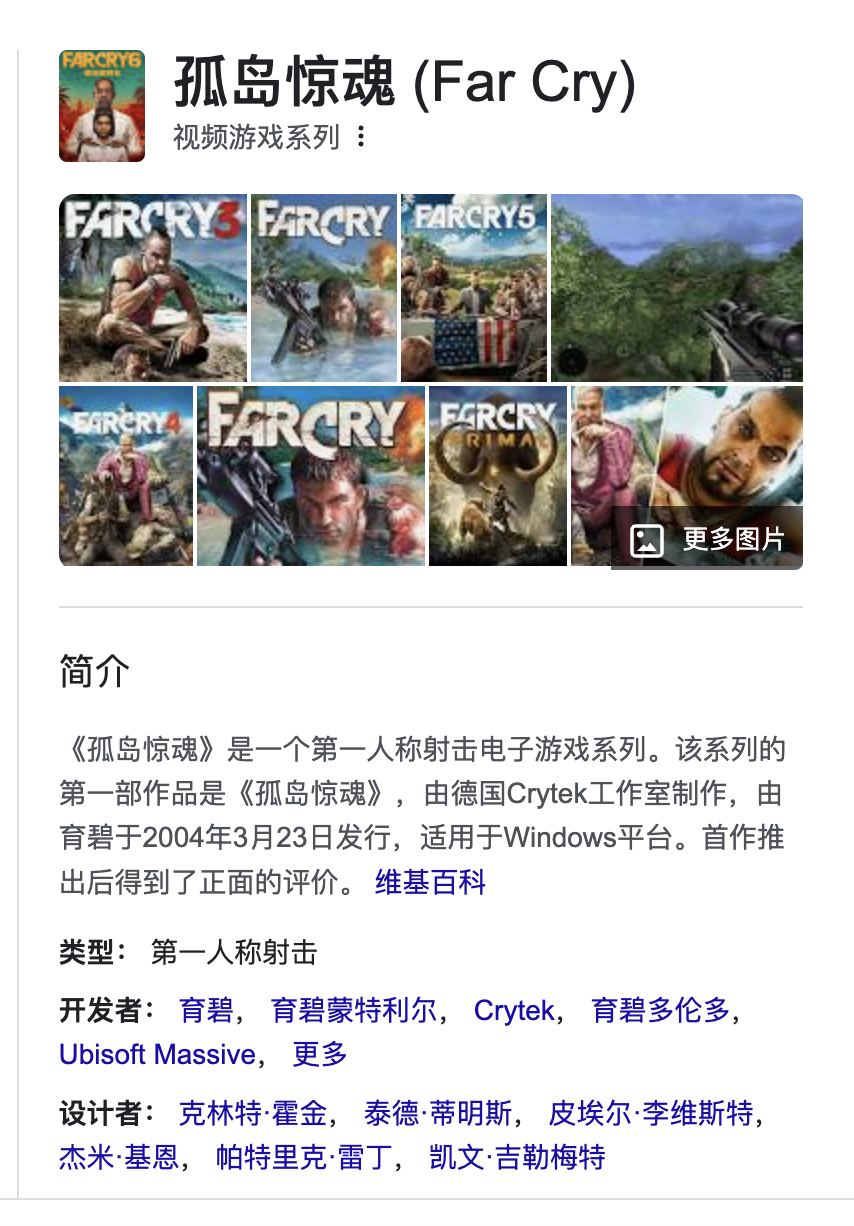 FARCRY6
孤岛惊魂 (Far Cry)
视频游戏系列
FARCRY3
FARCRY
FARCRY5
FARCRY4
FARCRY
FARCRY
PRIMAL
更多图片
简介
《孤岛惊魂》是一个第一人称射击电子游戏系列。该系列的
第一部作品是《孤岛惊魂》，由德国Crytek工作室制作，由
育碧于2004年3月23日发行，适用于Windows平台。首作推
出后得到了正面的评价。 维基百科
类型： 第一人称射击
开发者： 育碧， 育碧蒙特利尔， Crytek， 育碧多伦多，
Ubisoft Massive， 更多
设计者： 克林特·霍金， 泰德·蒂明斯， 皮埃尔·李维斯特，
杰米·基恩， 帕特里克·雷丁， 凯文·吉勒梅特